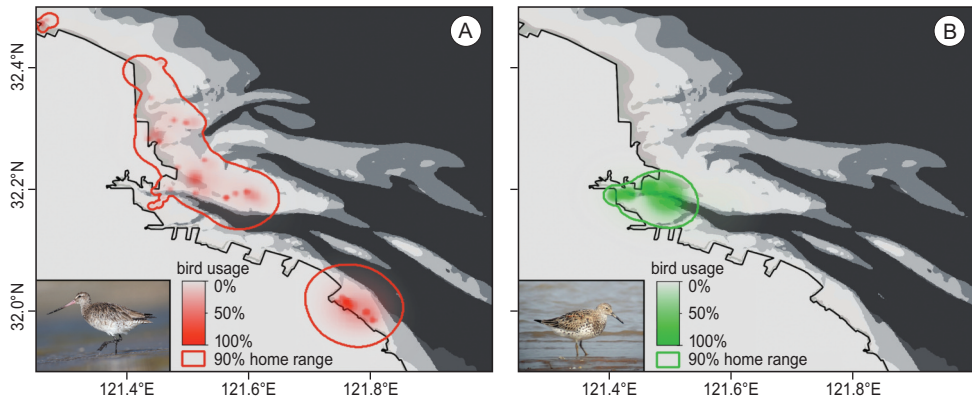 A
32.4°N
32.2°N
32.0°N
bird usage
0%
50%
100%
90% home range
121.4°E
121.6°E
121.8°E
B
bird usage
0%
50%
100%
90% home range
121.4°E
121.6°E
121.8°E